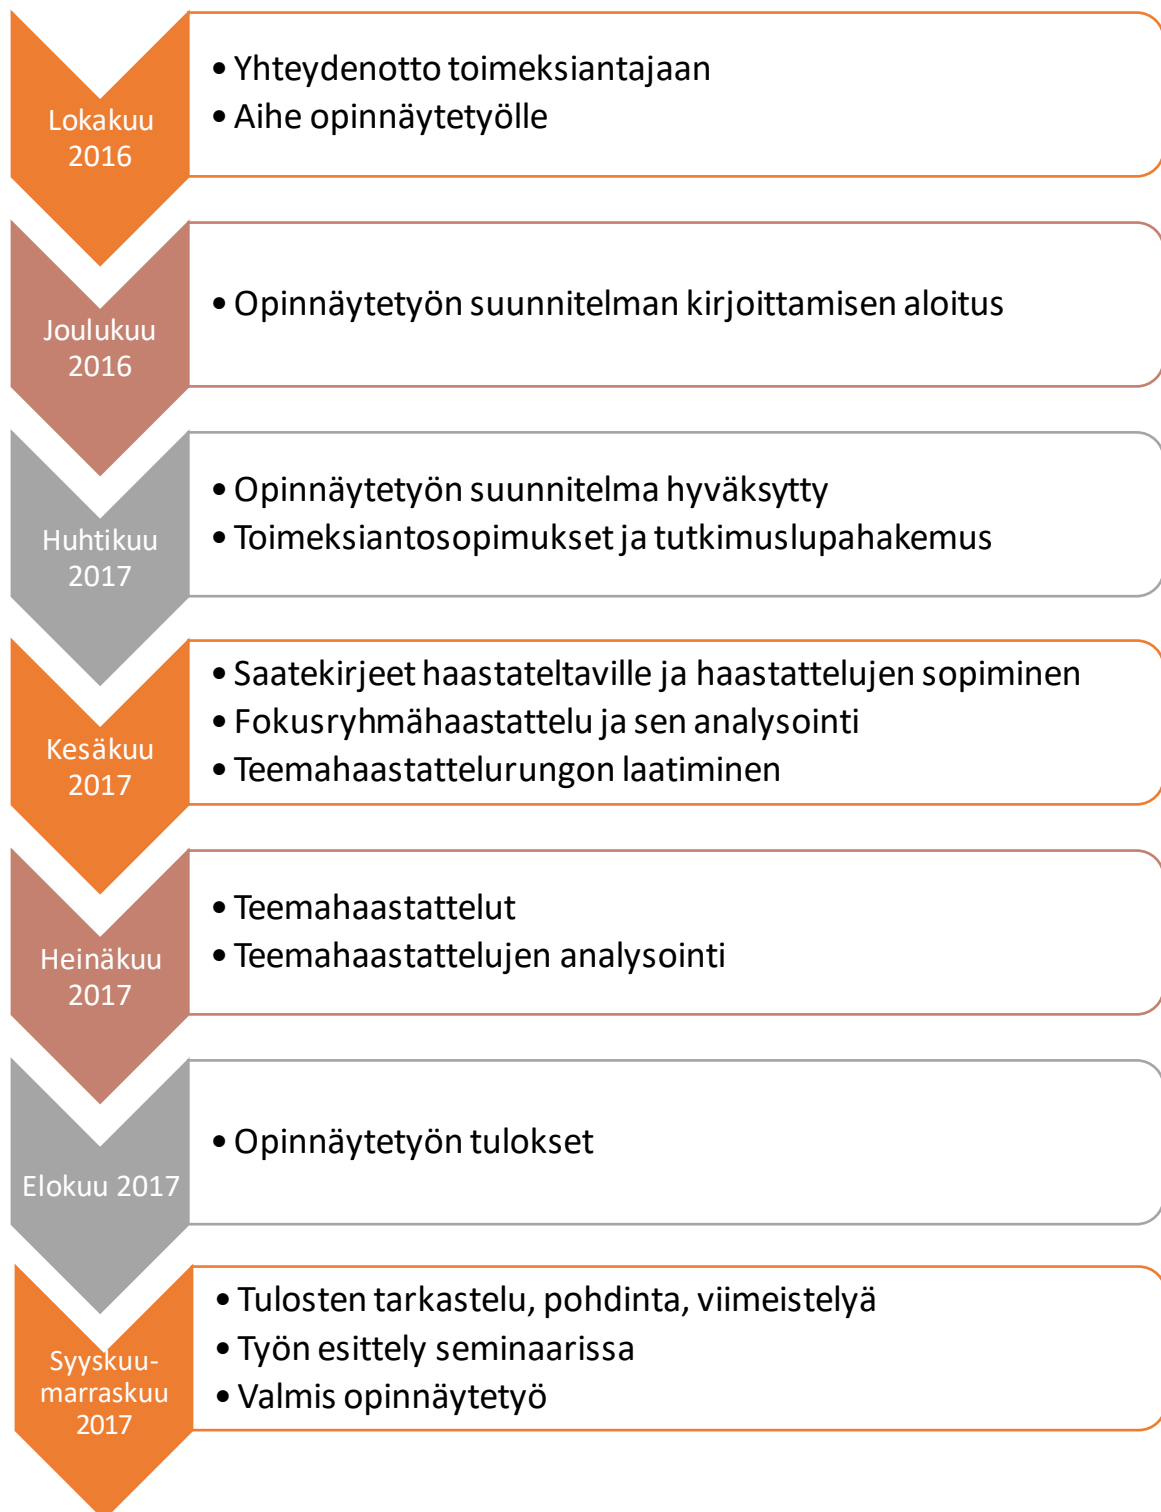 Lokakuu
2016
• Yhteydenotto toimeksiantajaan
• Aihe opinnäytetyölle
Joulukuu
2016
• Opinnäytetyön suunnitelman kirjoittamisen aloitus
Huhtikuu
2017
• Opinnäytetyön suunnitelma hyväksytty
• Toimeksiantosopimukset ja tutkimuslupahakemus
Kesäkuu
2017
• Saatekirjeet haastateltaville ja haastattelujen sopiminen
• Fokusryhmähaastattelu ja sen analysointi
• Teemahaastattelurungon laatiminen
Heinäkuu
2017
• Teemahaastattelut
• Teemahaastattelujen analysointi
Elokuu 2017
• Opinnäytetyön tulokset
Syyskuu-
marraskuu
2017
• Tulosten tarkastelu, pohdinta, viimeistelyä
• Työn esittely seminaarissa
• Valmis opinnäytetyö